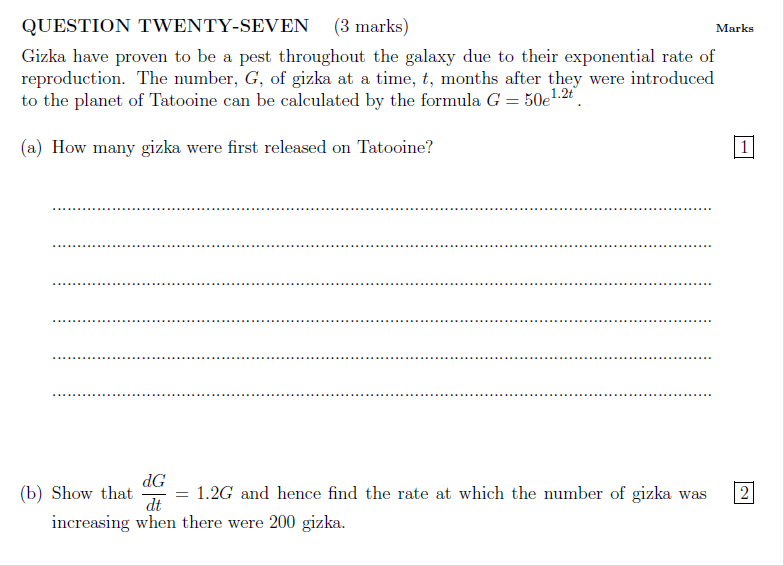 QUESTION TWENTY-SEVEN (3 marks) Marks
Gizka have proven to be a pest throughout the galaxy due to their exponential rate of
reproduction. The number, G, of gizka at a time, t, months after they were introduced
to the planet of Tatooine can be calculated by the formula G = 50e^{1.2t}.
(a) How many gizka were first released on Tatooine? 1
(b) Show that dG/dt = 1.2G and hence find the rate at which the number of gizka was 2
increasing when there were 200 gizka.